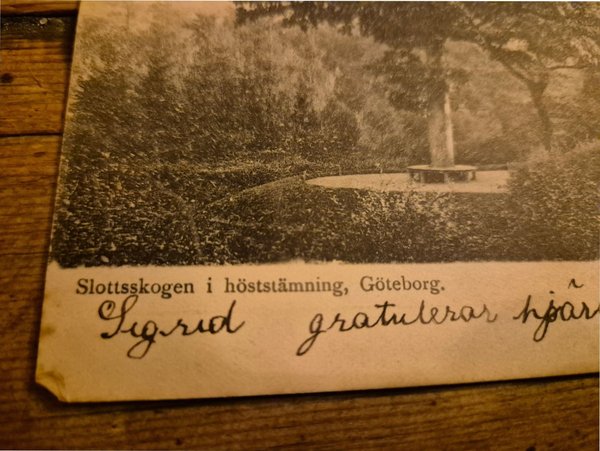 Slottsskogen i höststämning, Göteborg.
Sigrid gratulerar